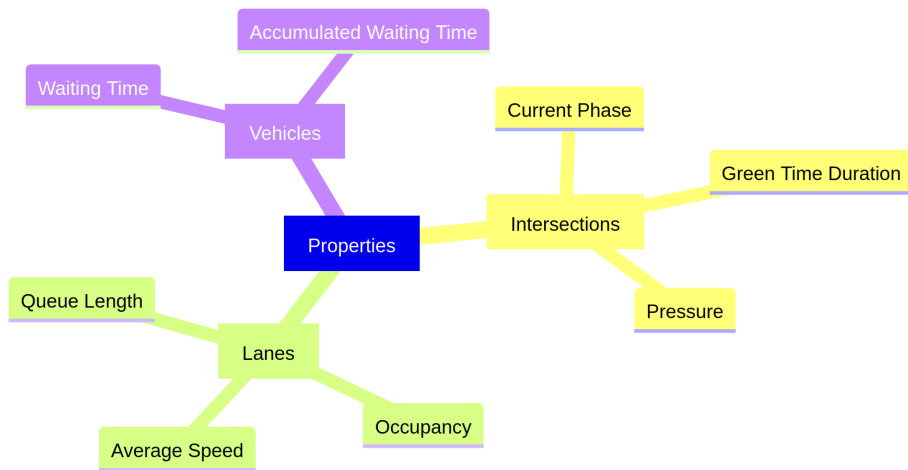 Accumulated Waiting Time
Waiting Time
Vehicles
Current Phase
Green Time Duration
Intersections
Properties
Pressure
Queue Length
Lanes
Occupancy
Average Speed